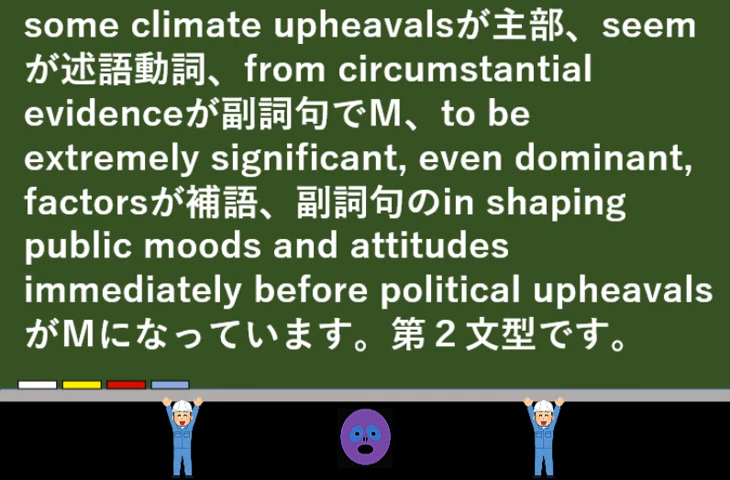 some climate upheavalsが主部、seem
が述語動詞、from circumstantial
evidenceが副詞句でM、to be
extremely significant, even dominant,
factorsが補語、副詞句のin shaping
public moods and attitudes
immediately before political upheavals
がMになっています。第２文型です。